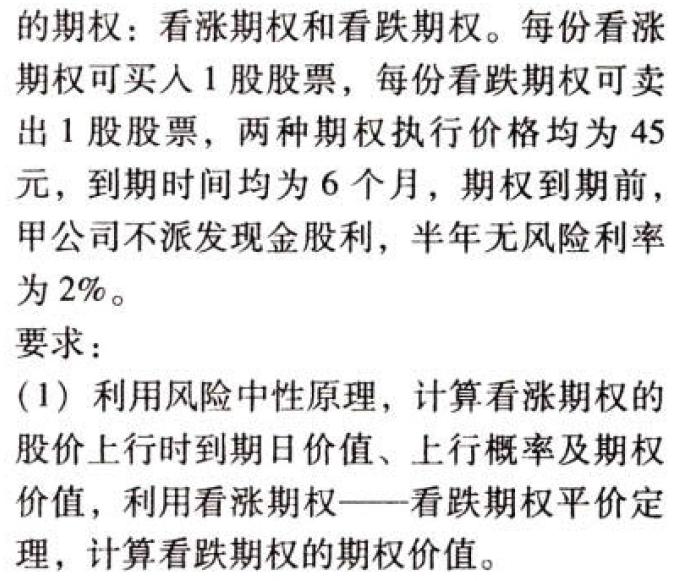 的期权：看涨期权和看跌期权。每份看涨
期权可买入1股股票，每份看跌期权可卖
出1股股票，两种期权执行价格均为45
元，到期时间均为6个月，期权到期前，
甲公司不派发现金股利，半年无风险利率
为2%。
要求：
（1）利用风险中性原理，计算看涨期权的
股价上行时到期日价值、上行概率及期权
价值，利用看涨期权——看跌期权平价定
理，计算看跌期权的期权价值。